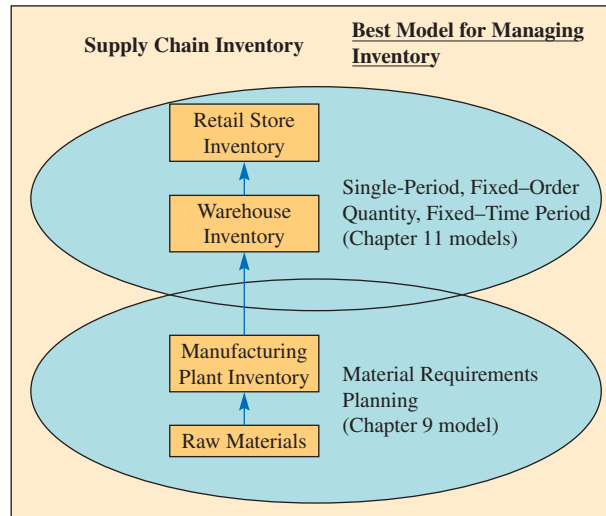 Supply Chain Inventory
Best Model for Managing
Inventory
Retail Store
Inventory
Warehouse
Inventory
Single-Period, Fixed–Order
Quantity, Fixed–Time Period
(Chapter 11 models)
Manufacturing
Plant Inventory
Raw Materials
Material Requirements
Planning
(Chapter 9 model)